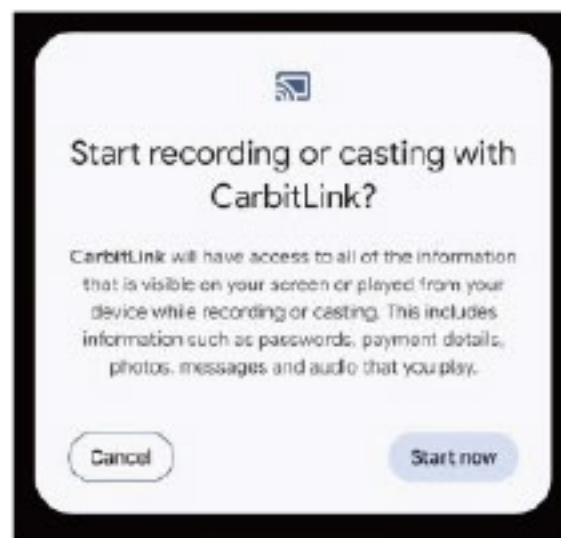 Start recording or casting with
CarbitLink?
CarbitLink will have access to all of the information
that is visible on your screen or played from your
device while recording or casting. This includes
information such as passwords, payment details,
photos, messages and audio that you play.
Cancel
Start now